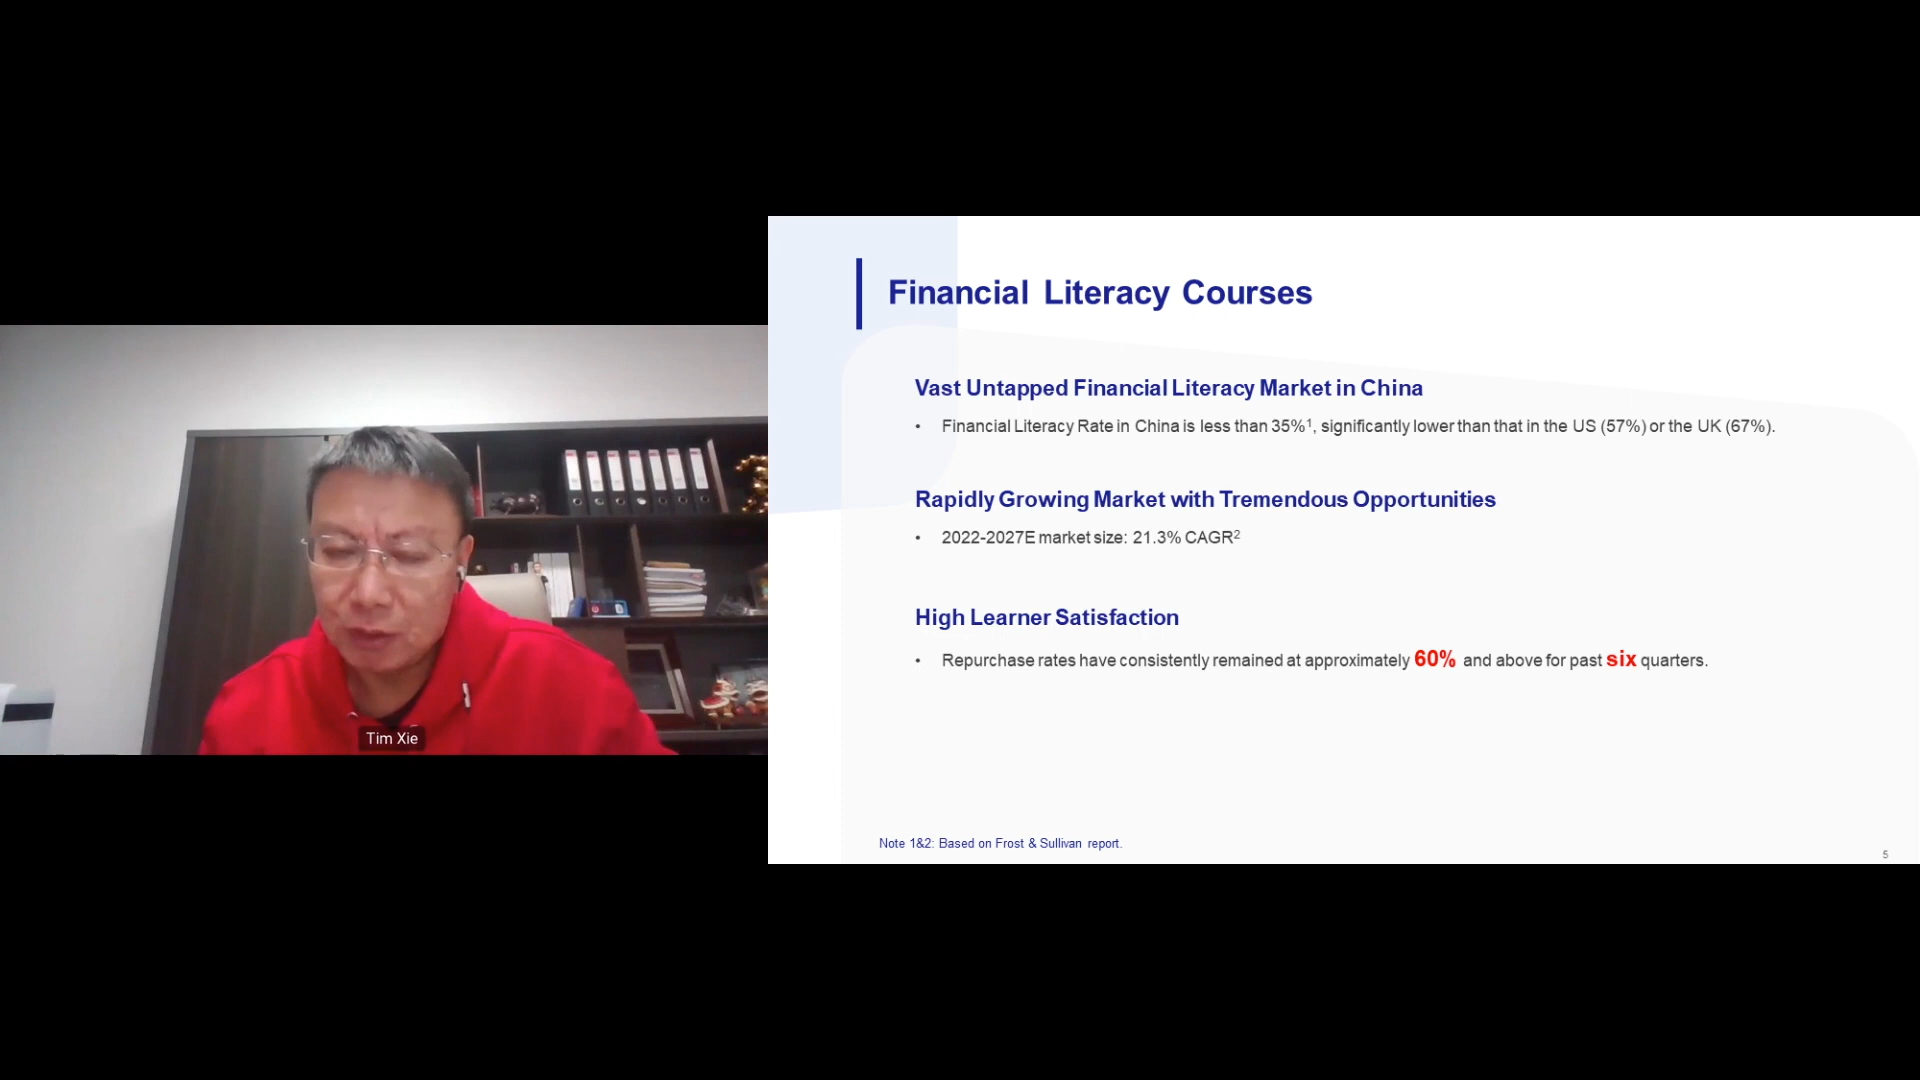 Financial Literacy Courses
Vast Untapped Financial Literacy Market in China
• Financial Literacy Rate in China is less than 35%¹, significantly lower than that in the US (57%) or the UK (67%).
Rapidly Growing Market with Tremendous Opportunities
• 2022-2027E market size: 21.3% CAGR²
High Learner Satisfaction
• Repurchase rates have consistently remained at approximately 60% and above for past six quarters.
Tim Xie
Note 1&2: Based on Frost & Sullivan report.
5